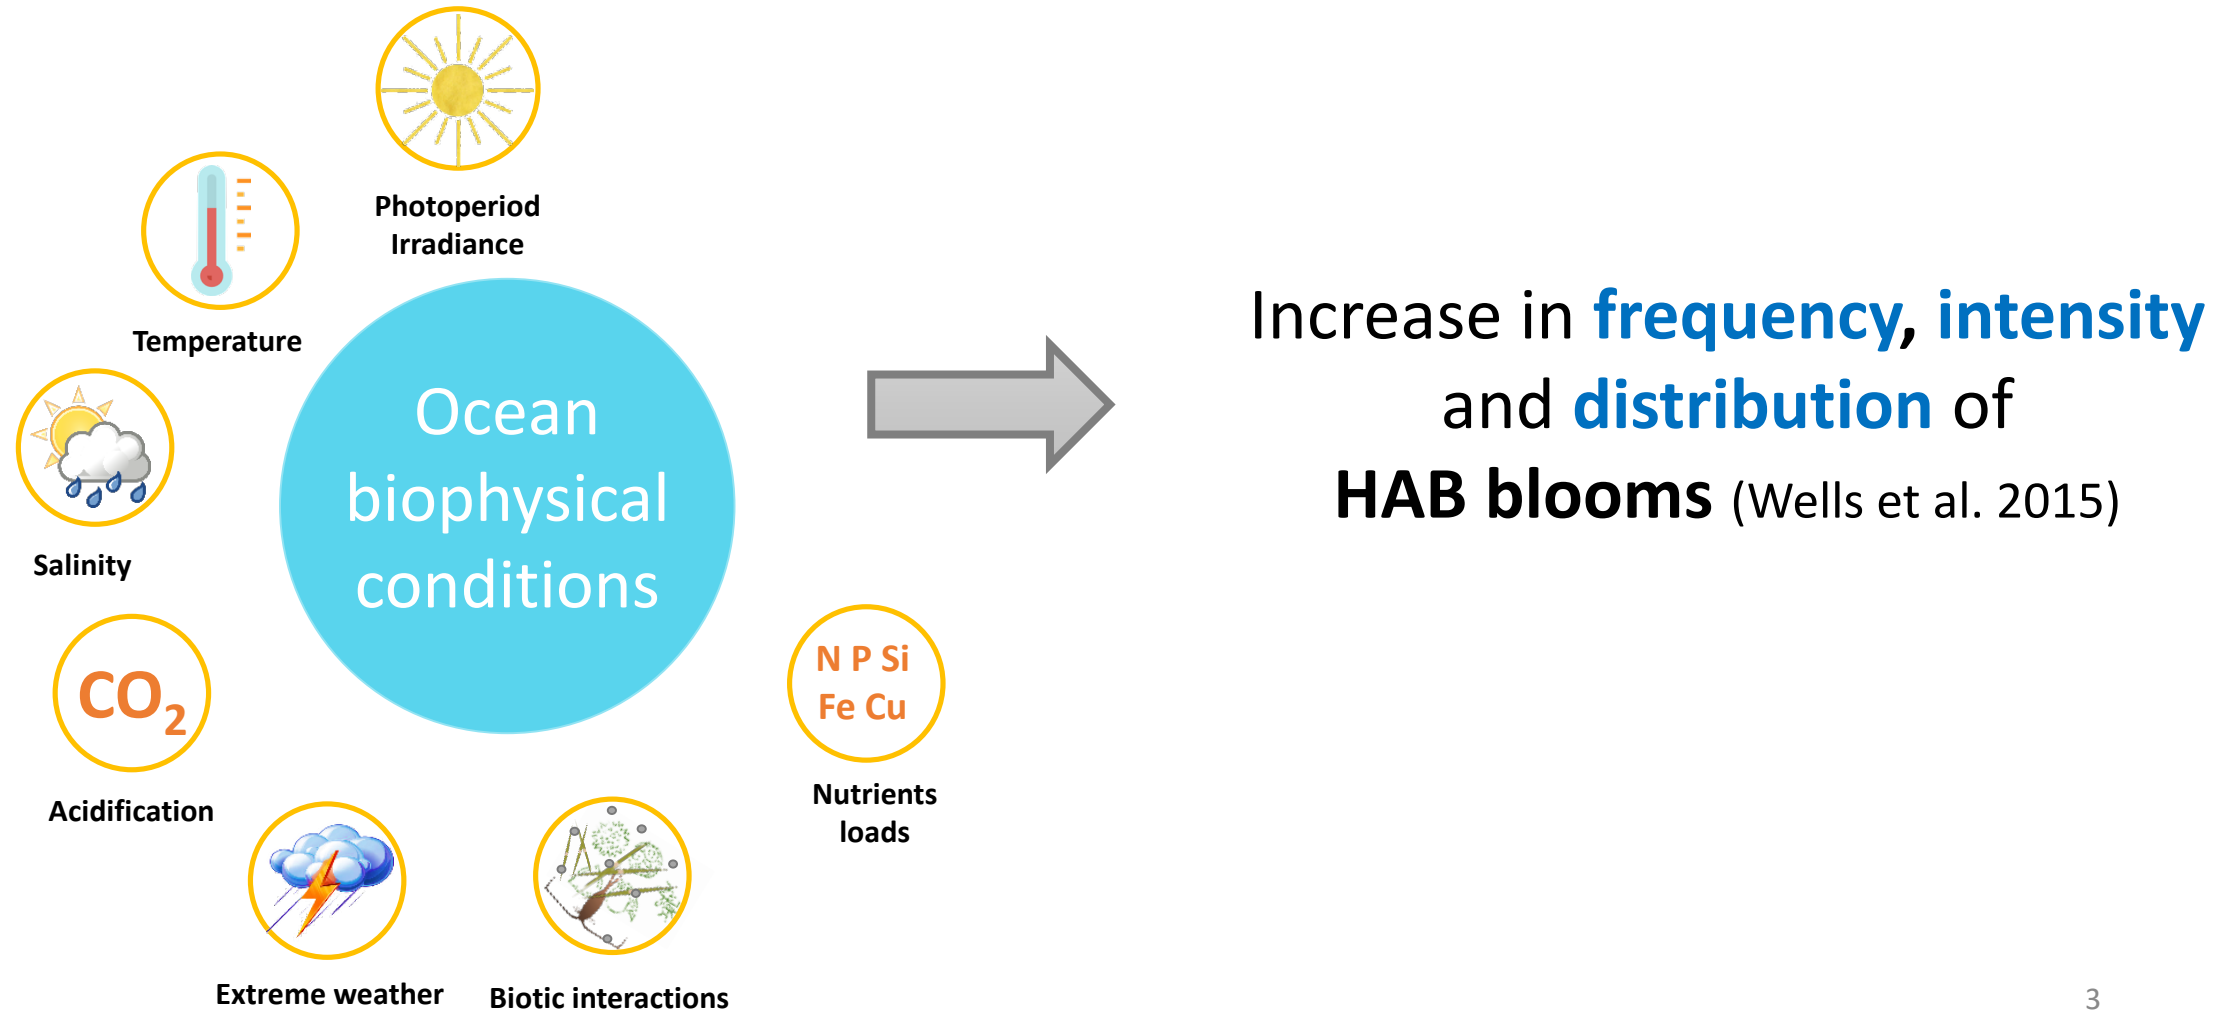 Photoperiod
Irradiance
Temperature
Salinity
CO₂
Acidification
Extreme weather
Biotic interactions
N P Si
Fe Cu
Nutrients
loads
Ocean
biophysical
conditions
Increase in frequency, intensity
and distribution of
HAB blooms (Wells et al. 2015)
3